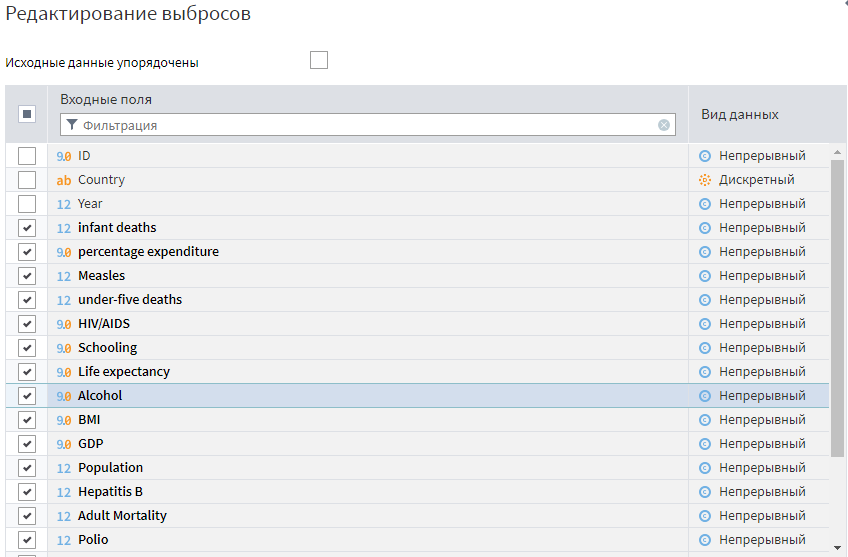 Редактирование выбросов
Исходные данные упорядочены
Входные поля
Вид данных
Фильтрация
9.0 ID Непрерывный
ab Country Дискретный
12 Year Непрерывный
12 infant deaths Непрерывный
9.0 percentage expenditure Непрерывный
12 Measles Непрерывный
12 under-five deaths Непрерывный
9.0 HIV/AIDS Непрерывный
9.0 Schooling Непрерывный
9.0 Life expectancy Непрерывный
9.0 Alcohol Непрерывный
9.0 BMI Непрерывный
9.0 GDP Непрерывный
12 Population Непрерывный
12 Hepatitis B Непрерывный
12 Adult Mortality Непрерывный
12 Polio Непрерывный